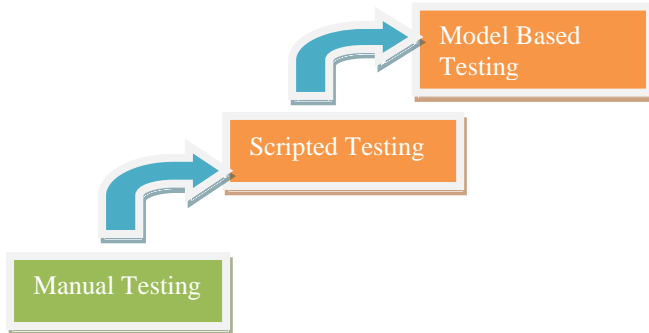 Model Based
Testing
Scripted Testing
Manual Testing